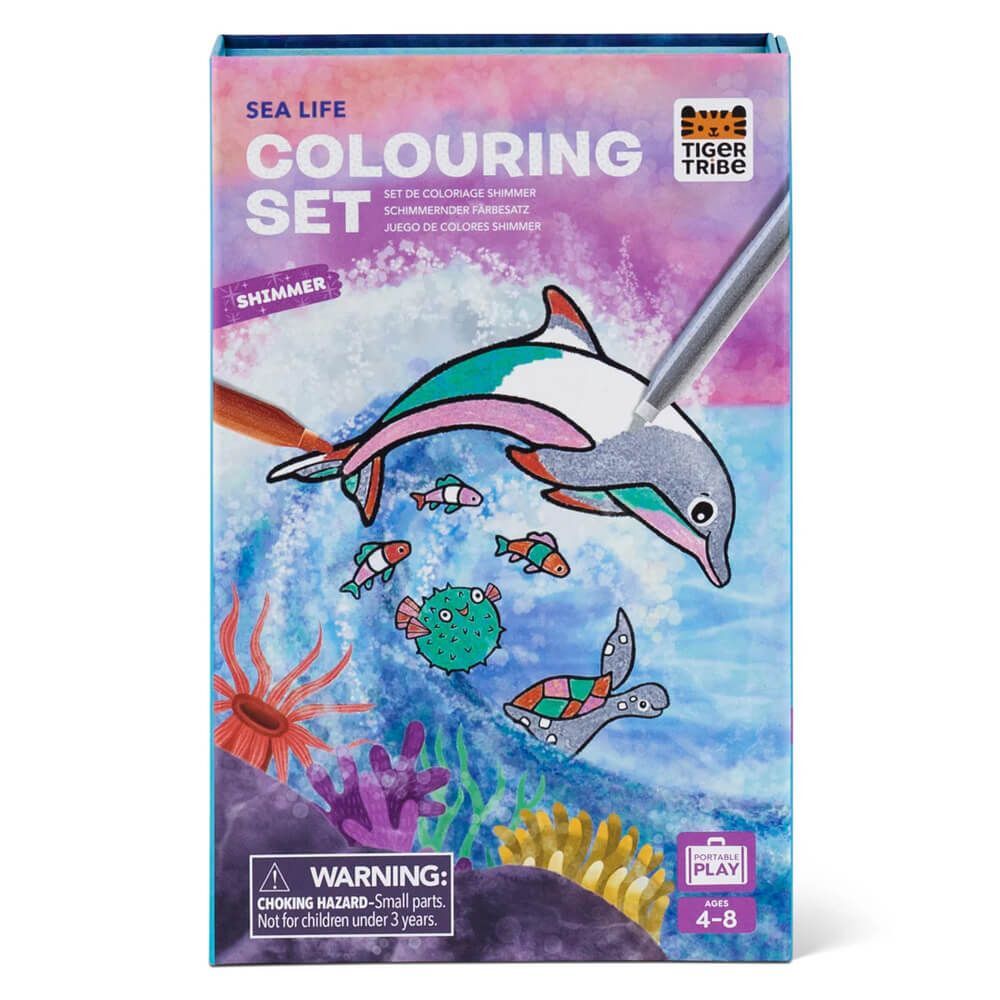 SEA LIFE
COLOURING
SET
SET DE COLORIAGE SHIMMER
SCHIMMERNDER FÄRBESATZ
JUEGO DE COLORES SHIMMER
TIGER
TRIBE
SHIMMER
WARNING:
CHOKING HAZARD–Small parts.
Not for children under 3 years.
PORTABLE
PLAY
AGES
4–8